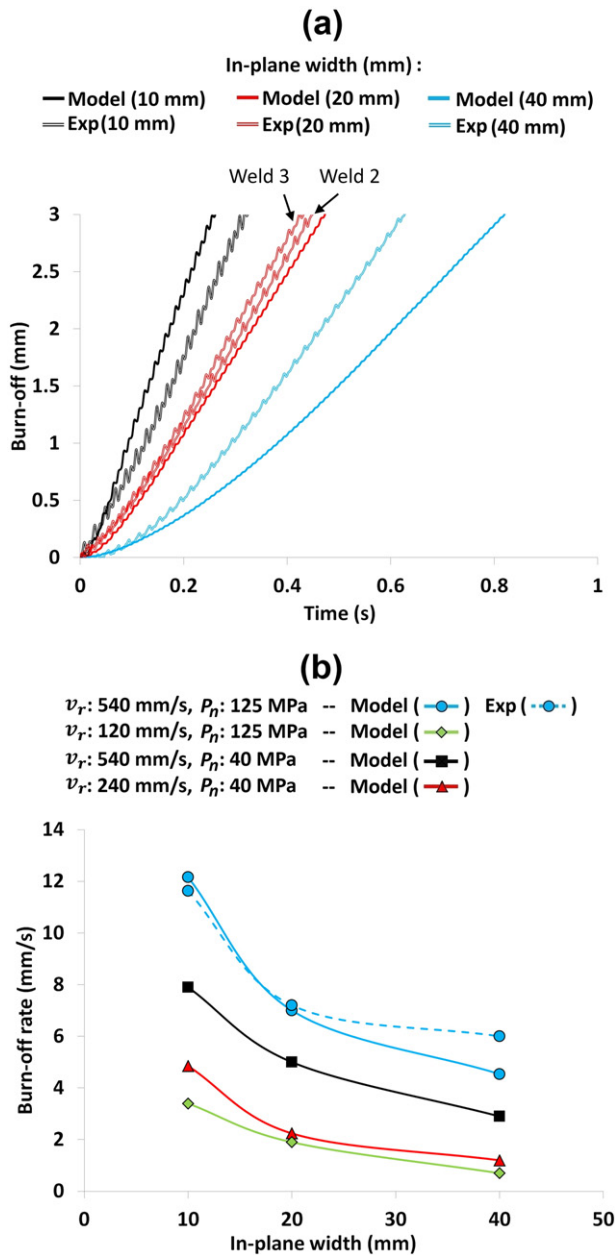 (a)
In-plane width (mm) :
Model (10 mm) Model (20 mm) Model (40 mm)
Exp(10 mm) Exp(20 mm) Exp (40 mm)
Weld 3 Weld 2
3
2.5
2
1.5
1
0.5
0
Burn-off (mm)
0 0.2 0.4 0.6 0.8 1
Time (s)
(b)
𝑣𝑟: 540 mm/s, 𝑃𝑛: 125 MPa -- Model ( ) Exp ( )
𝑣𝑟: 120 mm/s, 𝑃𝑛: 125 MPa -- Model ( )
𝑣𝑟: 540 mm/s, 𝑃𝑛: 40 MPa -- Model ( )
𝑣𝑟: 240 mm/s, 𝑃𝑛: 40 MPa -- Model ( )
14
12
10
8
6
4
2
0
Burn-off rate (mm/s)
0 10 20 30 40 50
In-plane width (mm)